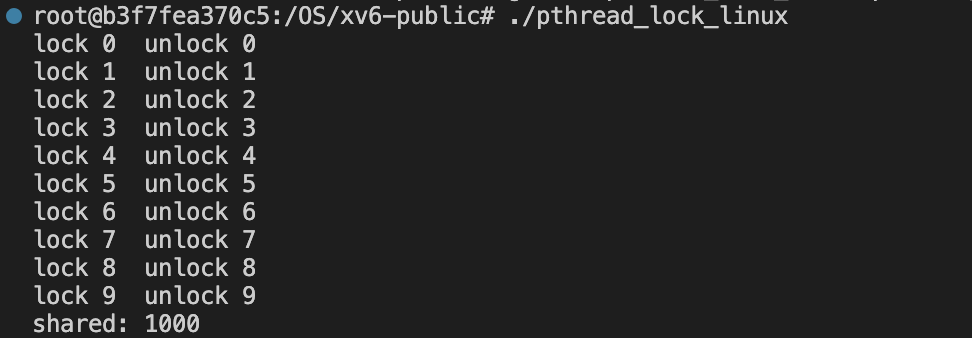 root@b3f7fea370c5:/OS/xv6-public# ./pthread_lock_linux
lock 0  unlock 0
lock 1  unlock 1
lock 2  unlock 2
lock 3  unlock 3
lock 4  unlock 4
lock 5  unlock 5
lock 6  unlock 6
lock 7  unlock 7
lock 8  unlock 8
lock 9  unlock 9
shared: 1000